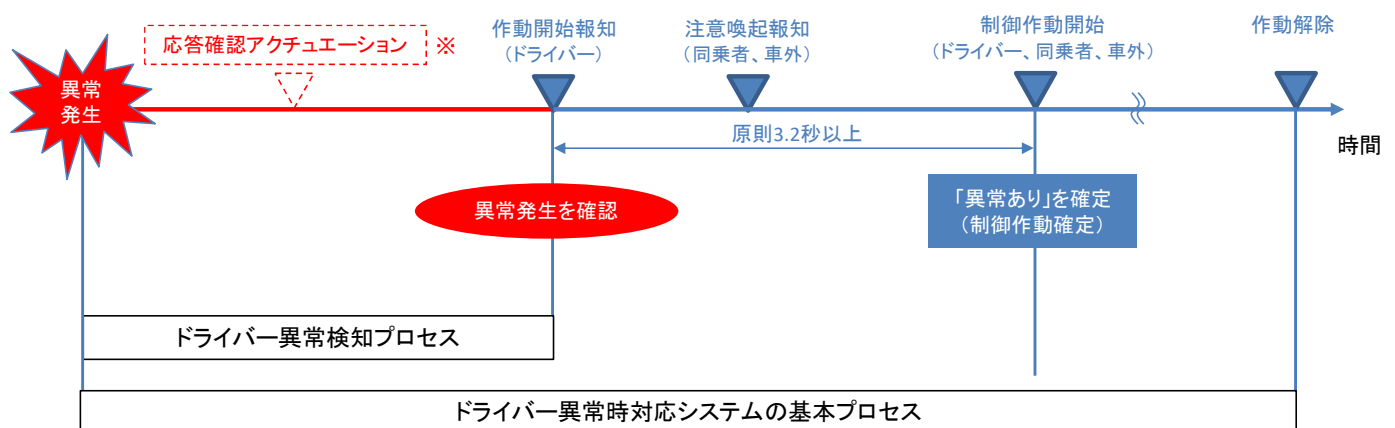 異常
発生
応答確認アクチュエーション ※
作動開始報知
(ドライバー)
注意喚起報知
(同乗者、車外)
制御作動開始
(ドライバー、同乗者、車外)
作動解除
原則3.2秒以上
時間
異常発生を確認
「異常あり」を確定
(制御作動確定)
ドライバー異常検知プロセス
ドライバー異常時対応システムの基本プロセス